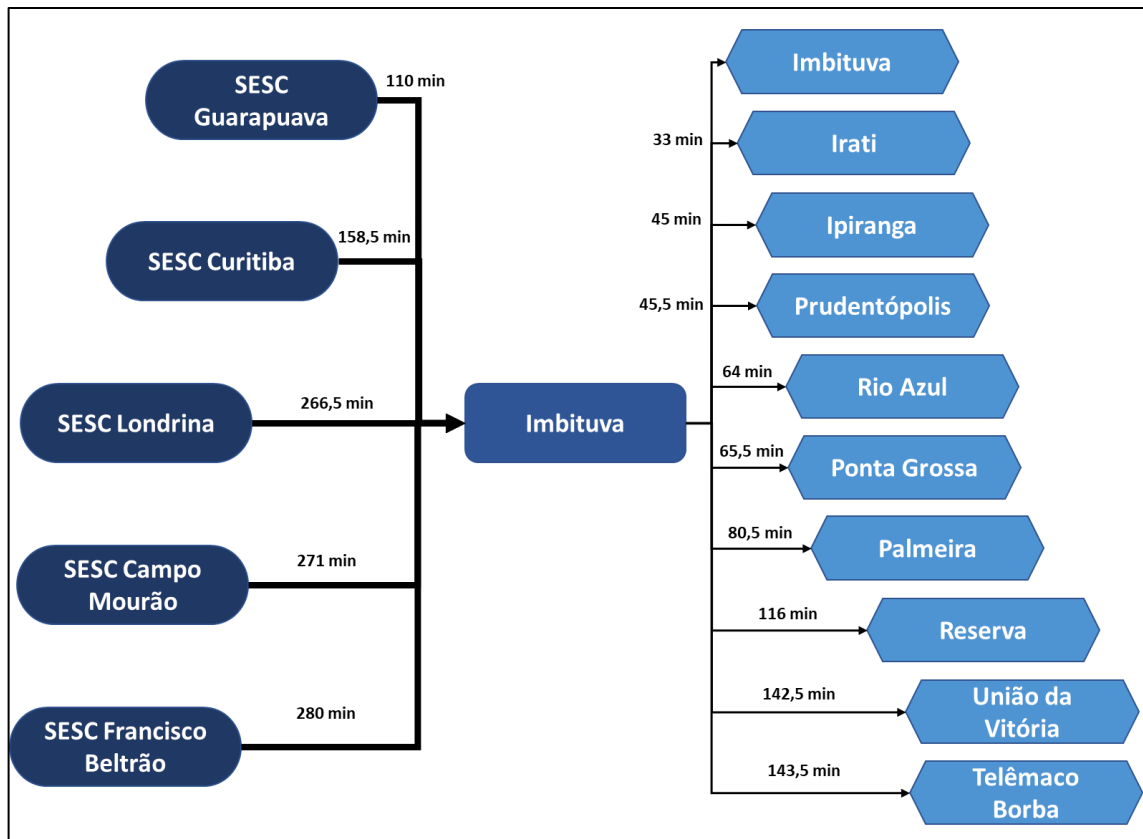 SESC
Guarapuava
110 min
SESC Curitiba
158,5 min
SESC Londrina
266,5 min
SESC Campo
Mourão
271 min
SESC Francisco
Beltrão
280 min
Imbituva
Imbituva
33 min
Irati
45 min
Ipiranga
45,5 min
Prudentópolis
64 min
Rio Azul
65,5 min
Ponta Grossa
80,5 min
Palmeira
116 min
Reserva
142,5 min
União da
Vitória
143,5 min
Telêmaco
Borba